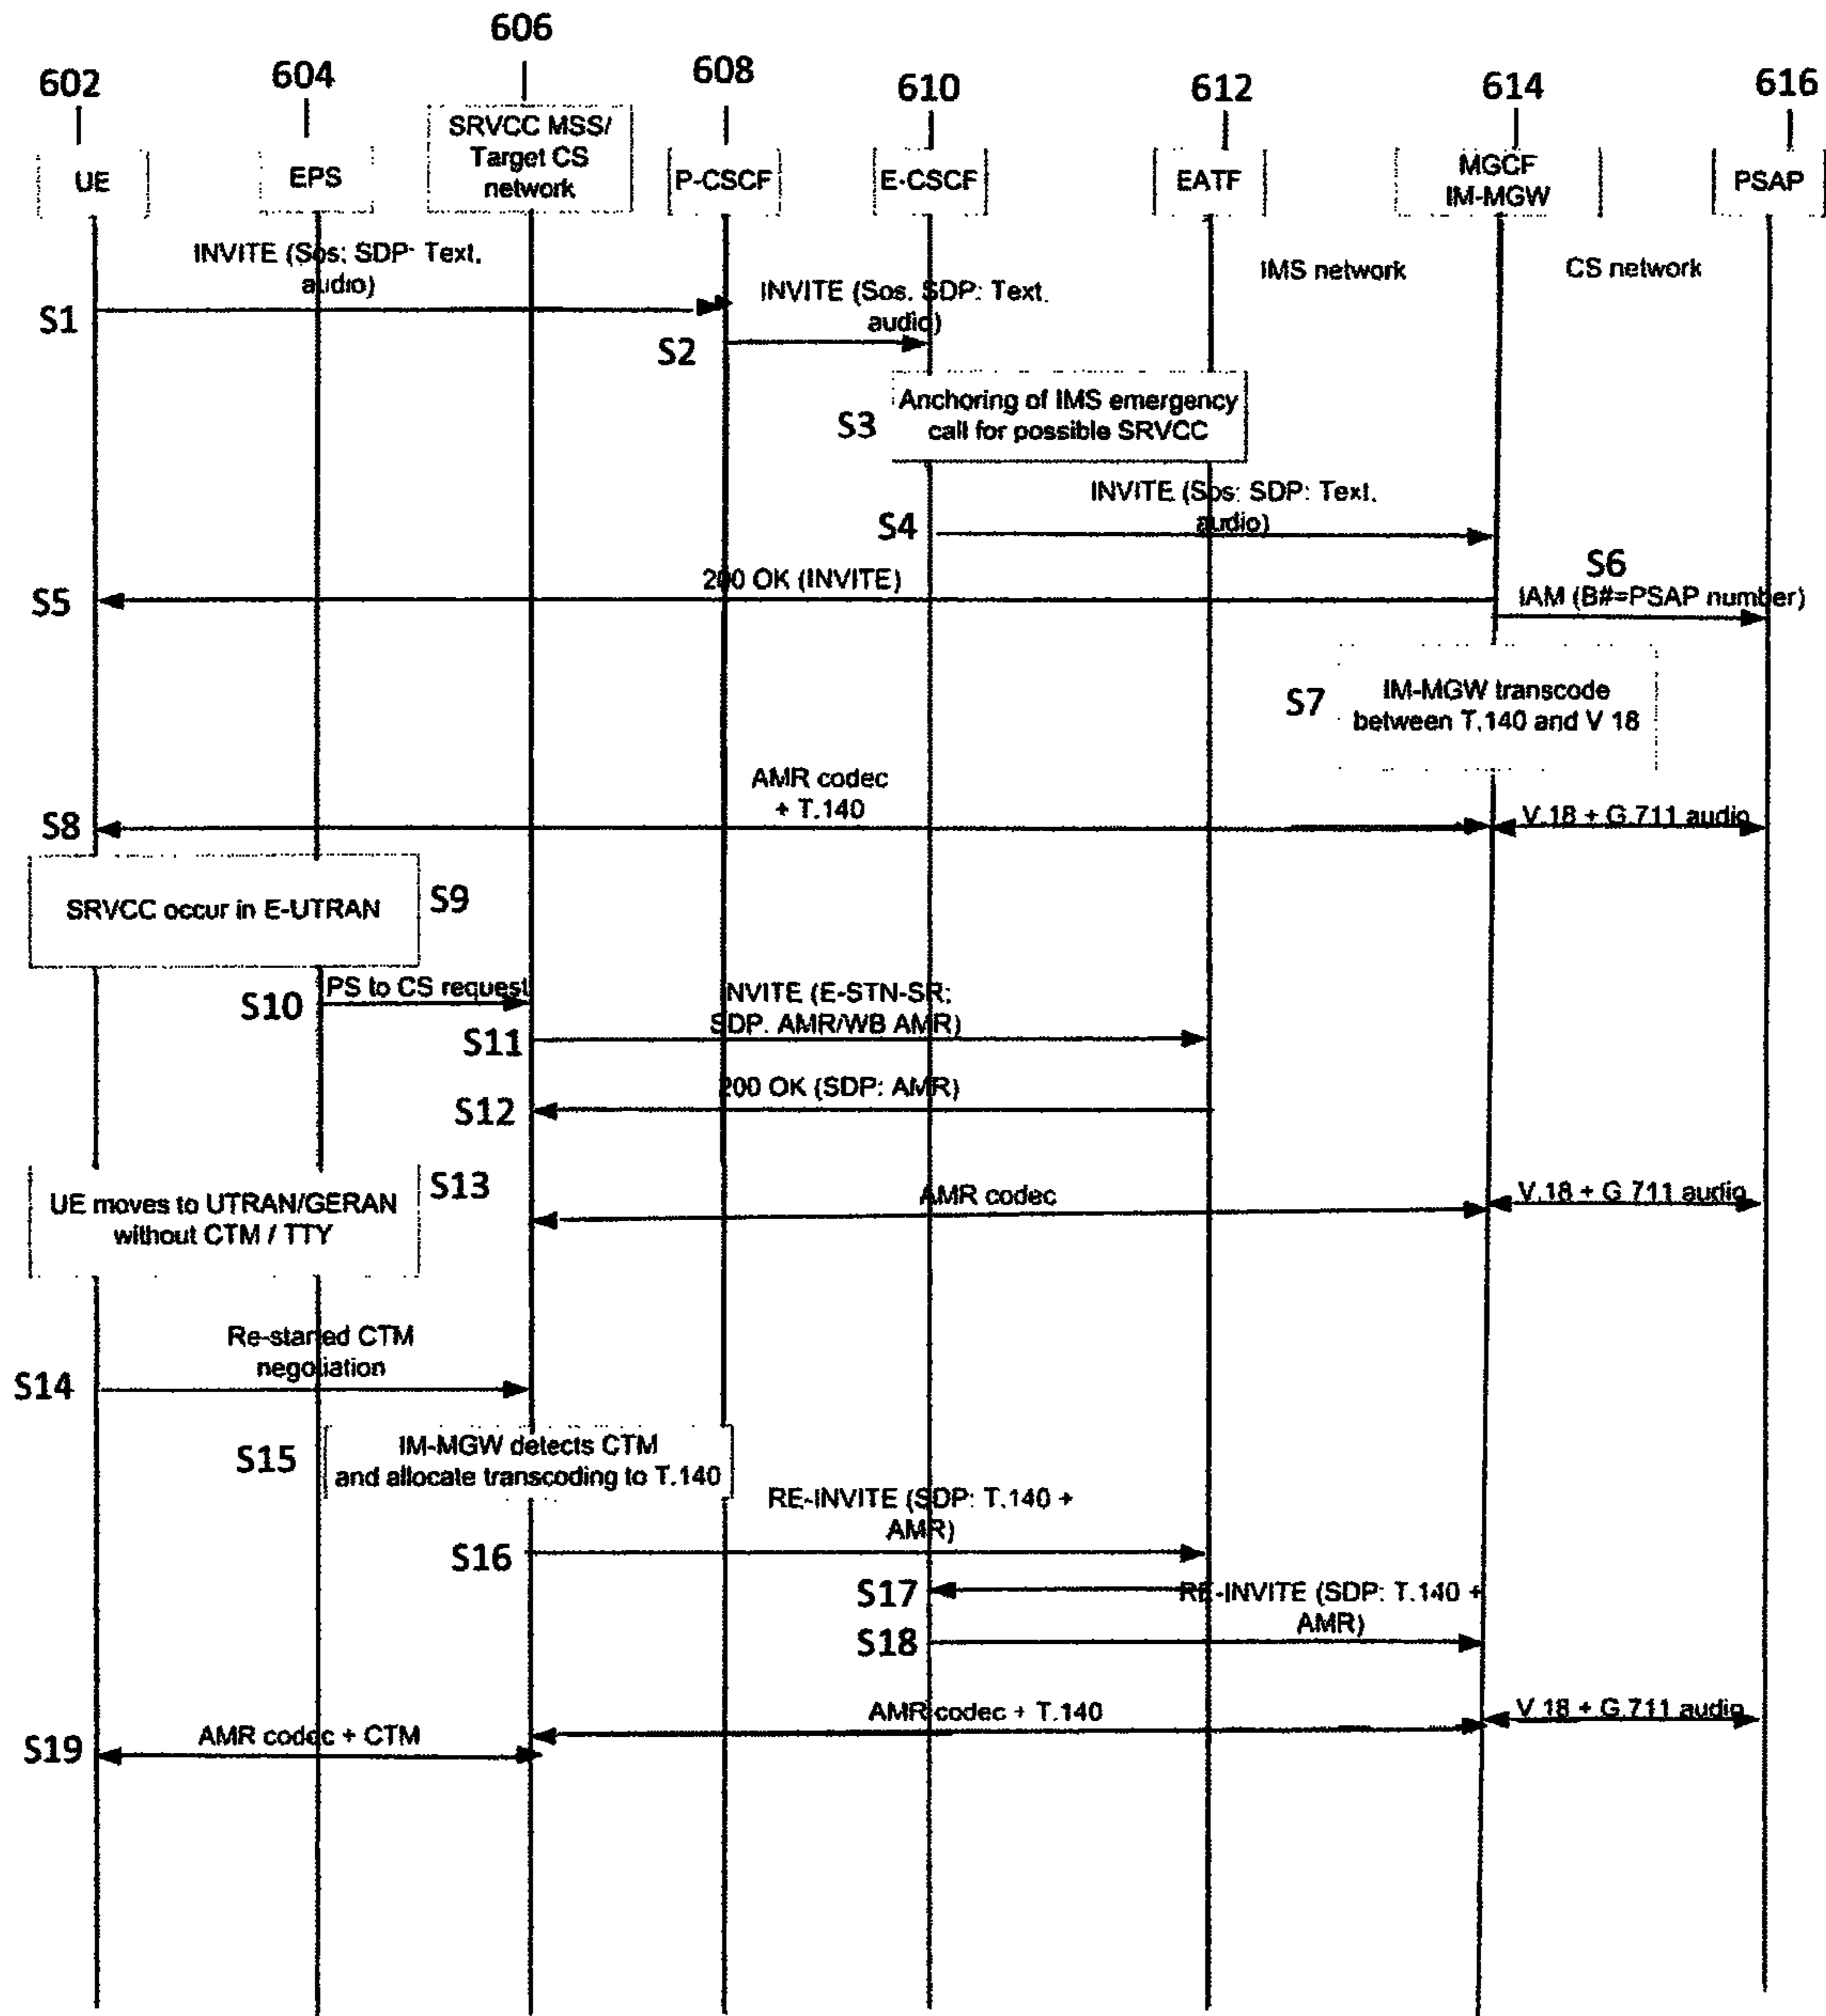 606
602
604
608
610
612
614
616
SRVCC MSS/
Target CS
network
UE
EPS
P-CSCF
E-CSCF
EATF
MGCF
IM-MGW
PSAP
INVITE (Sos: SDP: Text.
audio)
IMS network
CS network
S1
INVITE (Sos. SDP: Text.
audio)
S2
Anchoring of IMS emergency
call for possible SRVCC
S3
INVITE (Sos: SDP: Text.
audio)
S4
S5
200 OK (INVITE)
S6
IAM (B#=PSAP number)
S7
IM-MGW transcode
between T.140 and V 18
AMR codec
+ T.140
S8
V.18 + G.711 audio
SRVCC occur in E-UTRAN
S9
S10
PS to CS request
S11
NVITE (E-STN-SR;
SDP. AMR/WB AMR)
S12
200 OK (SDP: AMR)
UE moves to UTRAN/GERAN
without CTM / TTY
S13
AMR codec
V.18 + G 711 audio
Re-started CTM
negotiation
S14
S15
IM-MGW detects CTM
and allocate transcoding to T.140
RE-INVITE (SDP: T.140 +
AMR)
S16
S17
RE-INVITE (SDP: T.140 +
AMR)
S18
S19
AMR codec + CTM
AMR codec + T.140
V 18 + G.711 audio